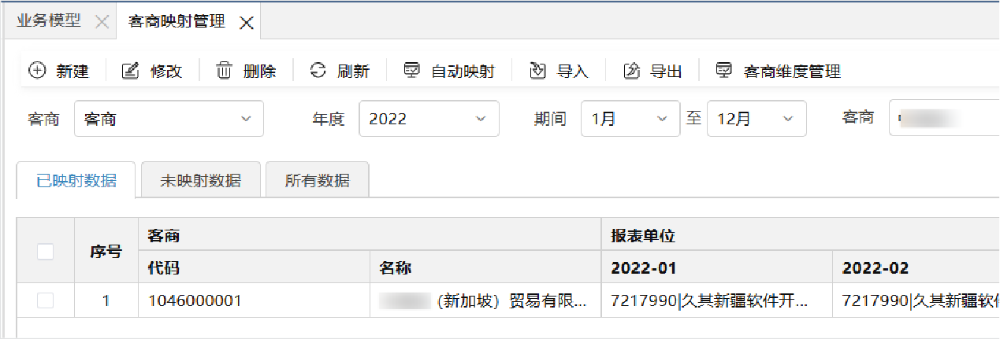 业务模型 客商映射管理
新建 修改 删除 刷新 自动映射 导入 导出 客商维度管理
客商 客商 年度 2022 期间 1月 至 12月 客商
已映射数据 未映射数据 所有数据
序号 客商 报表单位
代码 名称 2022-01 2022-02
1 1046000001 (新加坡) 贸易有限... 7217990|久其新疆软件开... 7217990|久其新疆软件